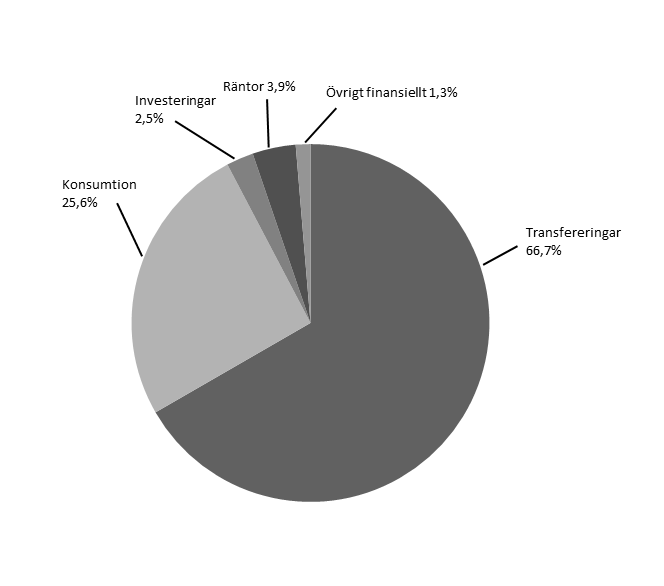 Räntor 3,9%
Övrigt finansiellt 1,3%
Investeringar
2,5%
Konsumtion
25,6%
Transfereringar
66,7%